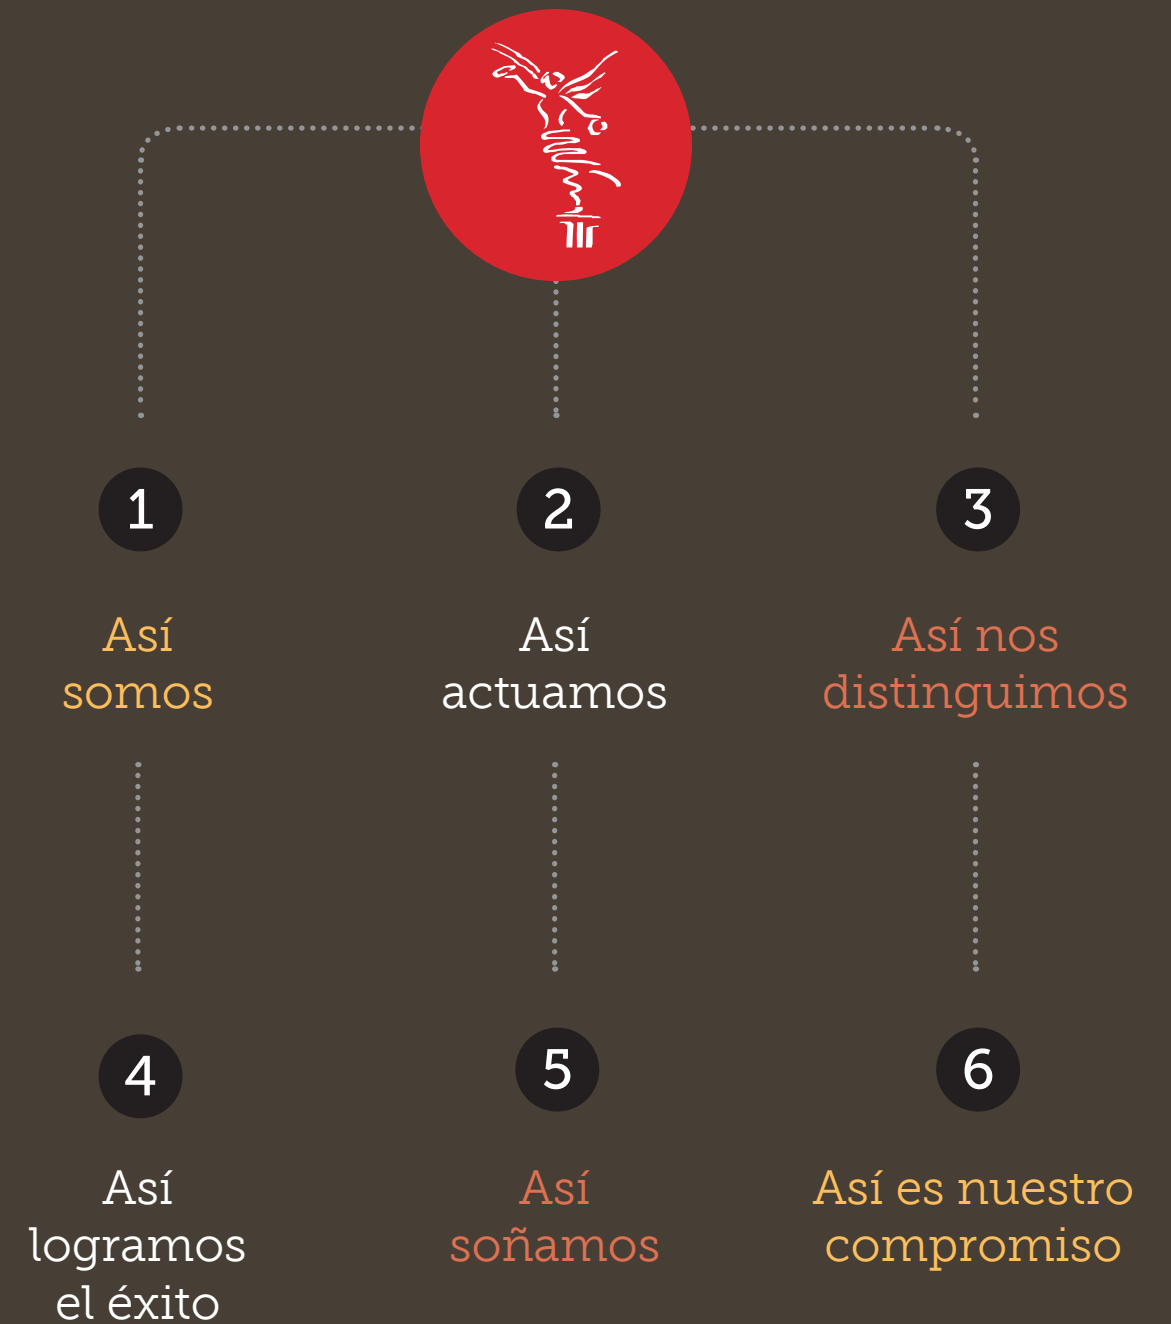 1
Así
somos
2
Así
actuamos
3
Así nos
distinguimos
4
Así
logramos
el éxito
5
Así
soñamos
6
Así es nuestro
compromiso